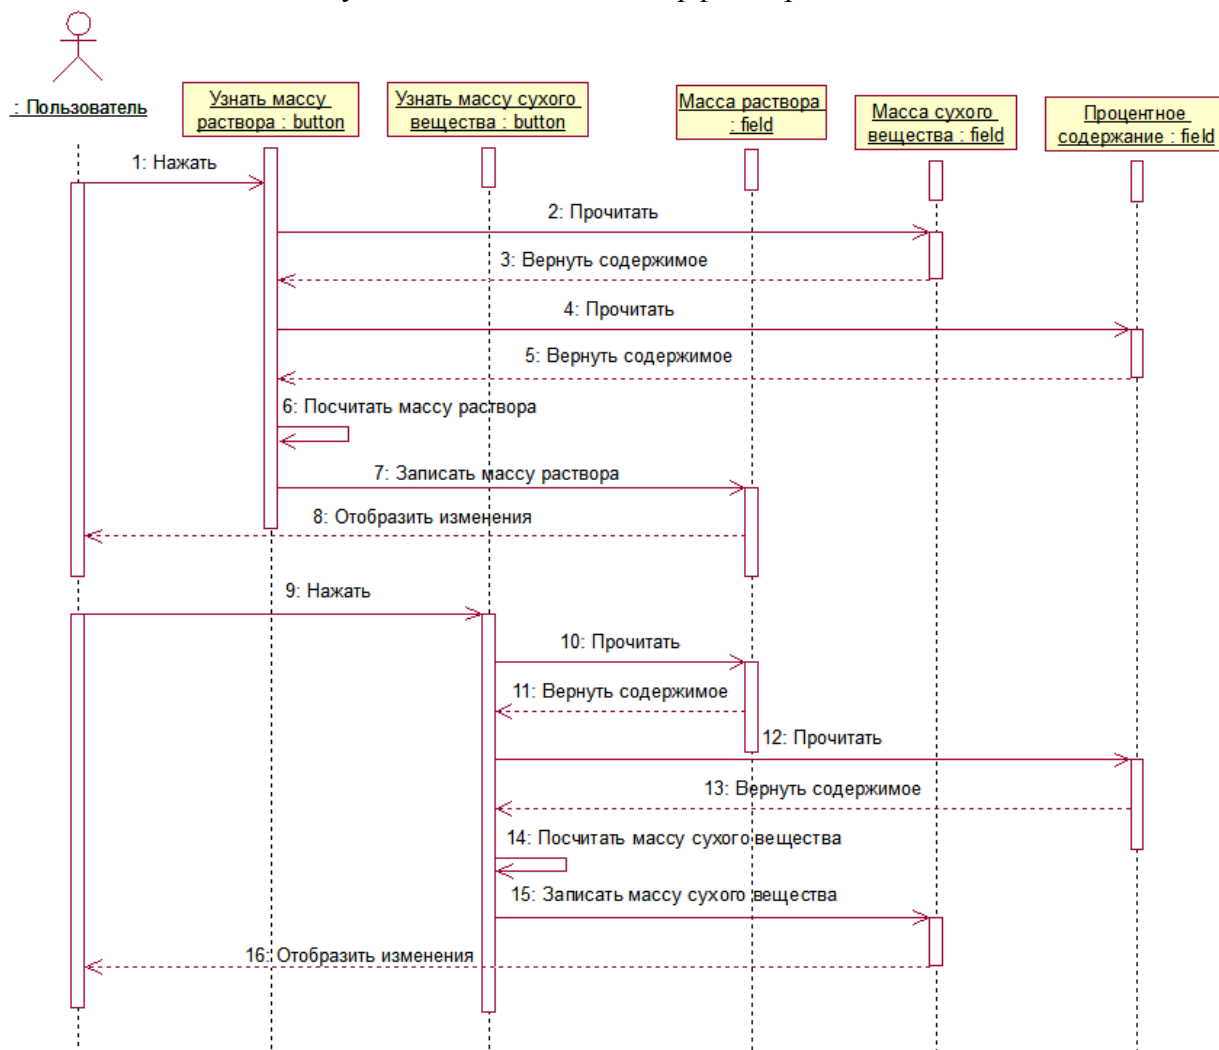 : Пользователь
Узнать массу
раствора : button
Узнать массу сухого
вещества : button
Масса раствора
: field
Масса сухого
вещества : field
Процентное
содержание : field
1: Нажать
2: Прочитать
3: Вернуть содержимое
4: Прочитать
5: Вернуть содержимое
6: Посчитать массу раствора
7: Записать массу раствора
8: Отобразить изменения
9: Нажать
10: Прочитать
11: Вернуть содержимое
12: Прочитать
13: Вернуть содержимое
14: Посчитать массу сухого вещества
15: Записать массу сухого вещества
16: Отобразить изменения